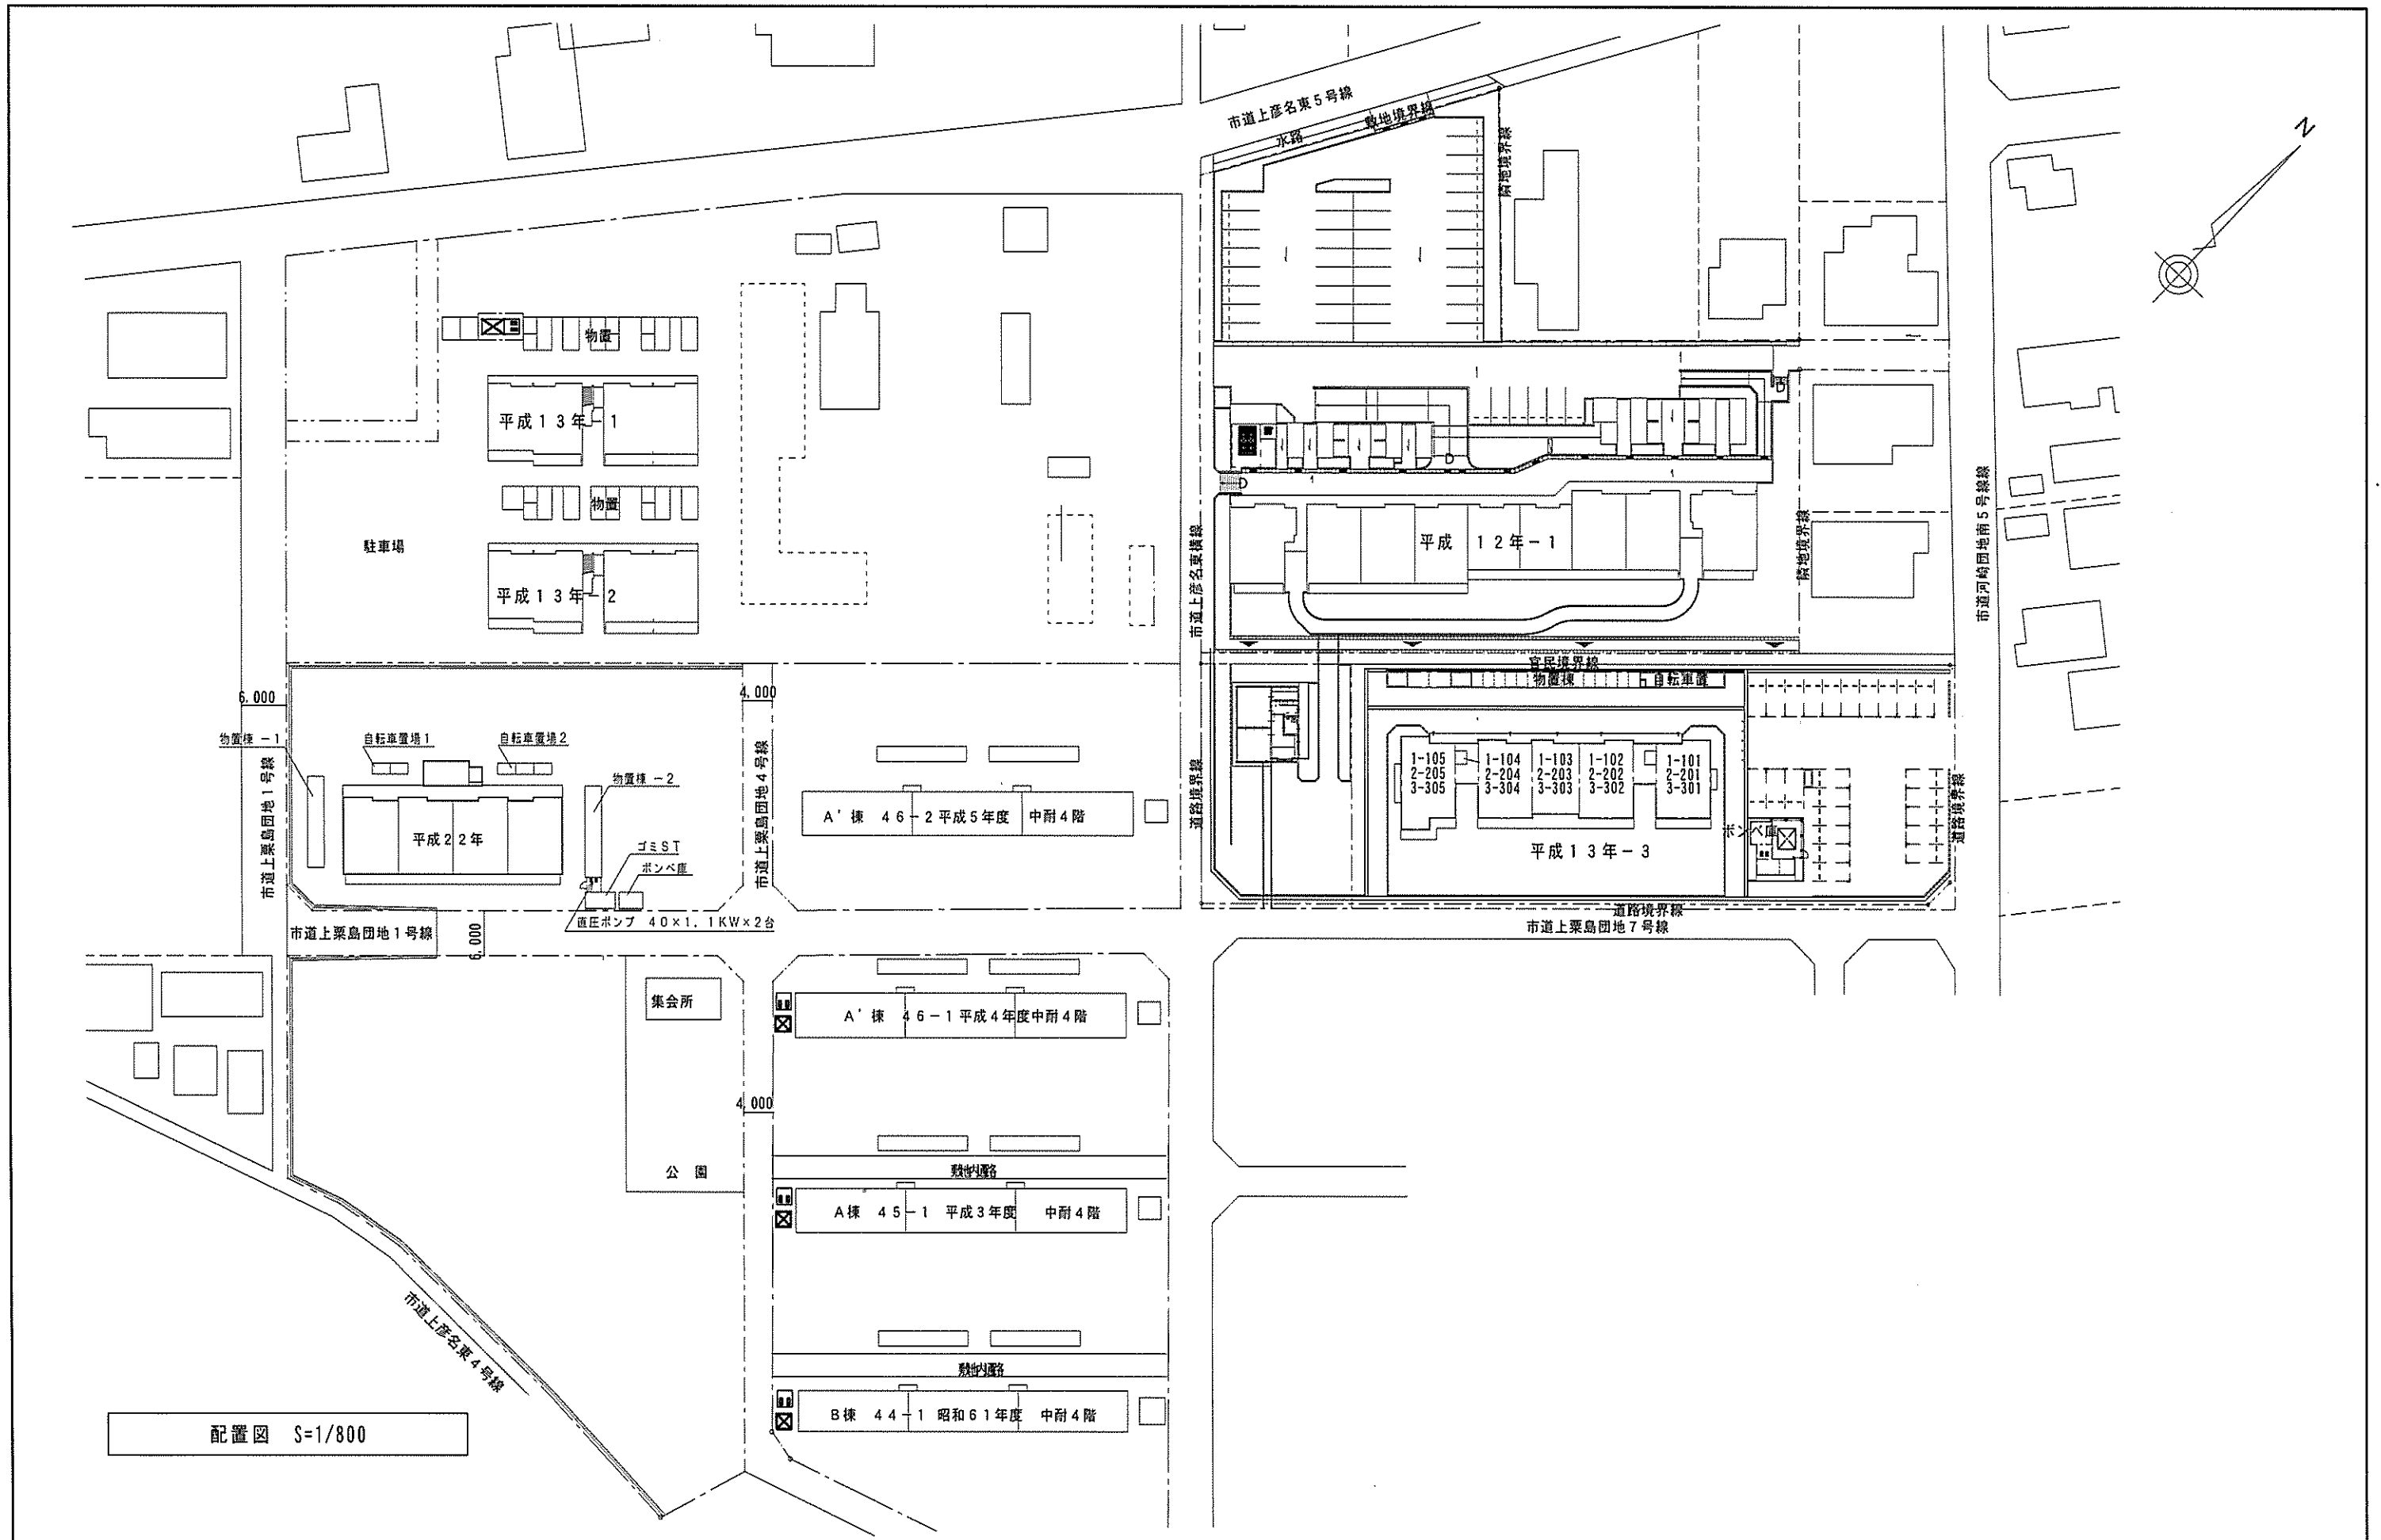 市道上彦名東5号線
水路
敷地境界線
隣地境界線
N
物置
平成13年-1
物置
駐車場
平成13年-2
市道上彦名東横線
平成 12年-1
隣地境界線
市道河崎団地南5号線
官民境界線
物置棟
自転車置
6,000
4,000
物置棟-1
自転車置場1
自転車置場2
物置棟-2
市道上粟島団地1号線
平成22年
ゴミST
ボンベ庫
直圧ポンプ 40×1.1KW×2台
市道上粟島団地4号線
A'棟 46-2 平成5年度 中耐4階
道路境界線
1-105
2-205
3-305
1-104
2-204
3-304
1-103
2-203
3-303
1-102
2-202
3-302
1-101
2-201
3-301
平成13年-3
ボンベ庫
道路境界線
道路境界線
市道上粟島団地7号線
市道上粟島団地1号線
6,000
集会所
A'棟 46-1 平成4年度中耐4階
4,000
公園
敷地内通路
A棟 45-1 平成3年度 中耐4階
市道上彦名東4号線
敷地内通路
B棟 44-1 昭和61年度 中耐4階
配置図 S=1/800